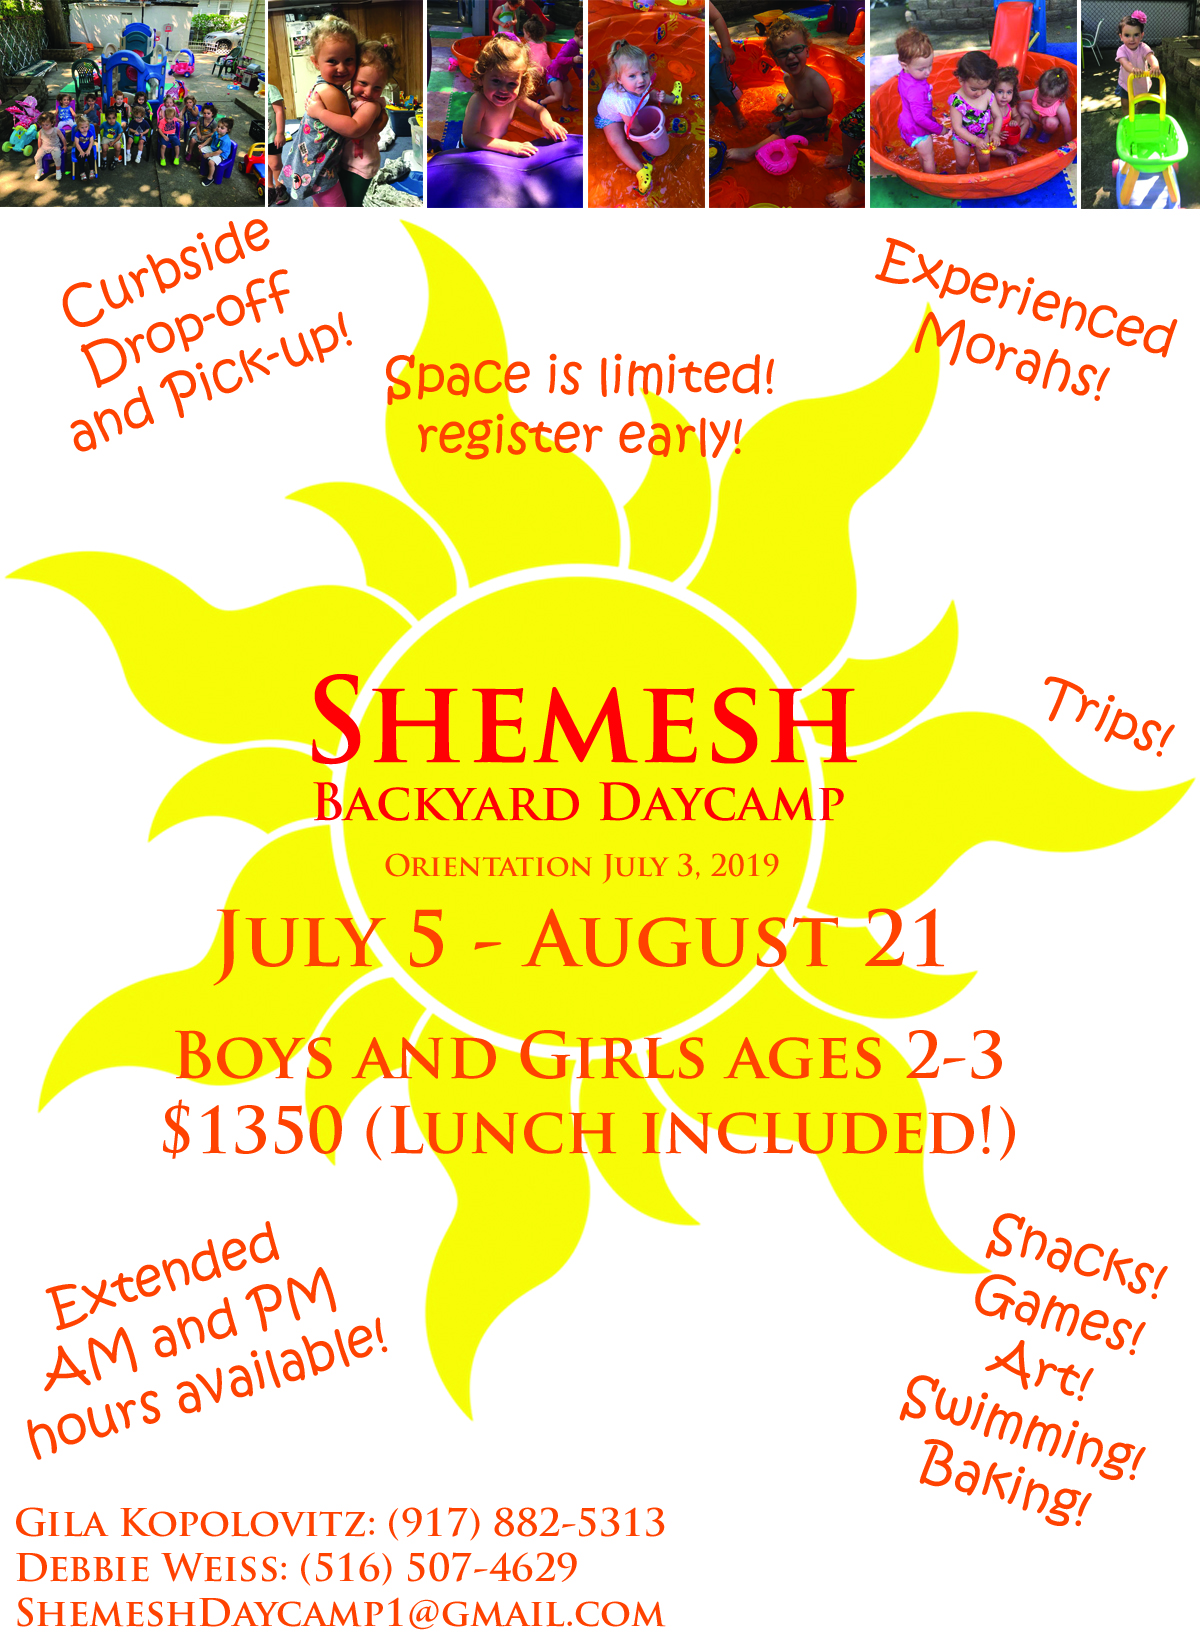 Curbside
Drop-off
and Pick-up!
Space is limited!
register early!
Experienced
Morahs!
Trips!
Shemesh
Backyard Daycamp
Orientation July 3, 2019
July 5 - August 21
Boys and Girls ages 2-3
$1350 (Lunch included!)
Extended
AM and PM
hours available!
Snacks!
Games!
Art!
Swimming!
Baking!
Gila Kopolovitz: (917) 882-5313
Debbie Weiss: (516) 507-4629
ShemeshDaycamp1@gmail.com